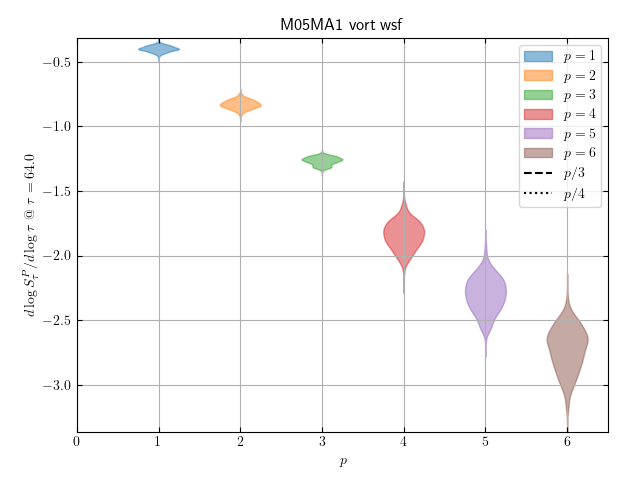 M05MA1 vort wsf
d log S_τ^P / d log τ @ τ = 64.0
−0.5
−1.0
−1.5
−2.0
−2.5
−3.0
0 1 2 3 4 5 6
p
p = 1
p = 2
p = 3
p = 4
p = 5
p = 6
p/3
p/4